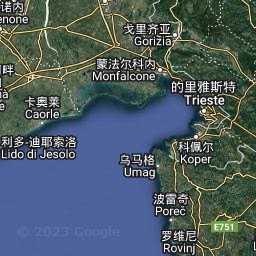 诺内
戈里齐亚
Gorizia
蒙法尔科内
Monfalcone
町畔
的里雅斯特
Trieste
卡奥莱
Caorle
利多-迪耶索洛
Lido di Jesolo
科佩尔
Koper
乌马格
Umag
波雷奇
Poreč
E751
罗维尼
Rovinj
© 2023 Google